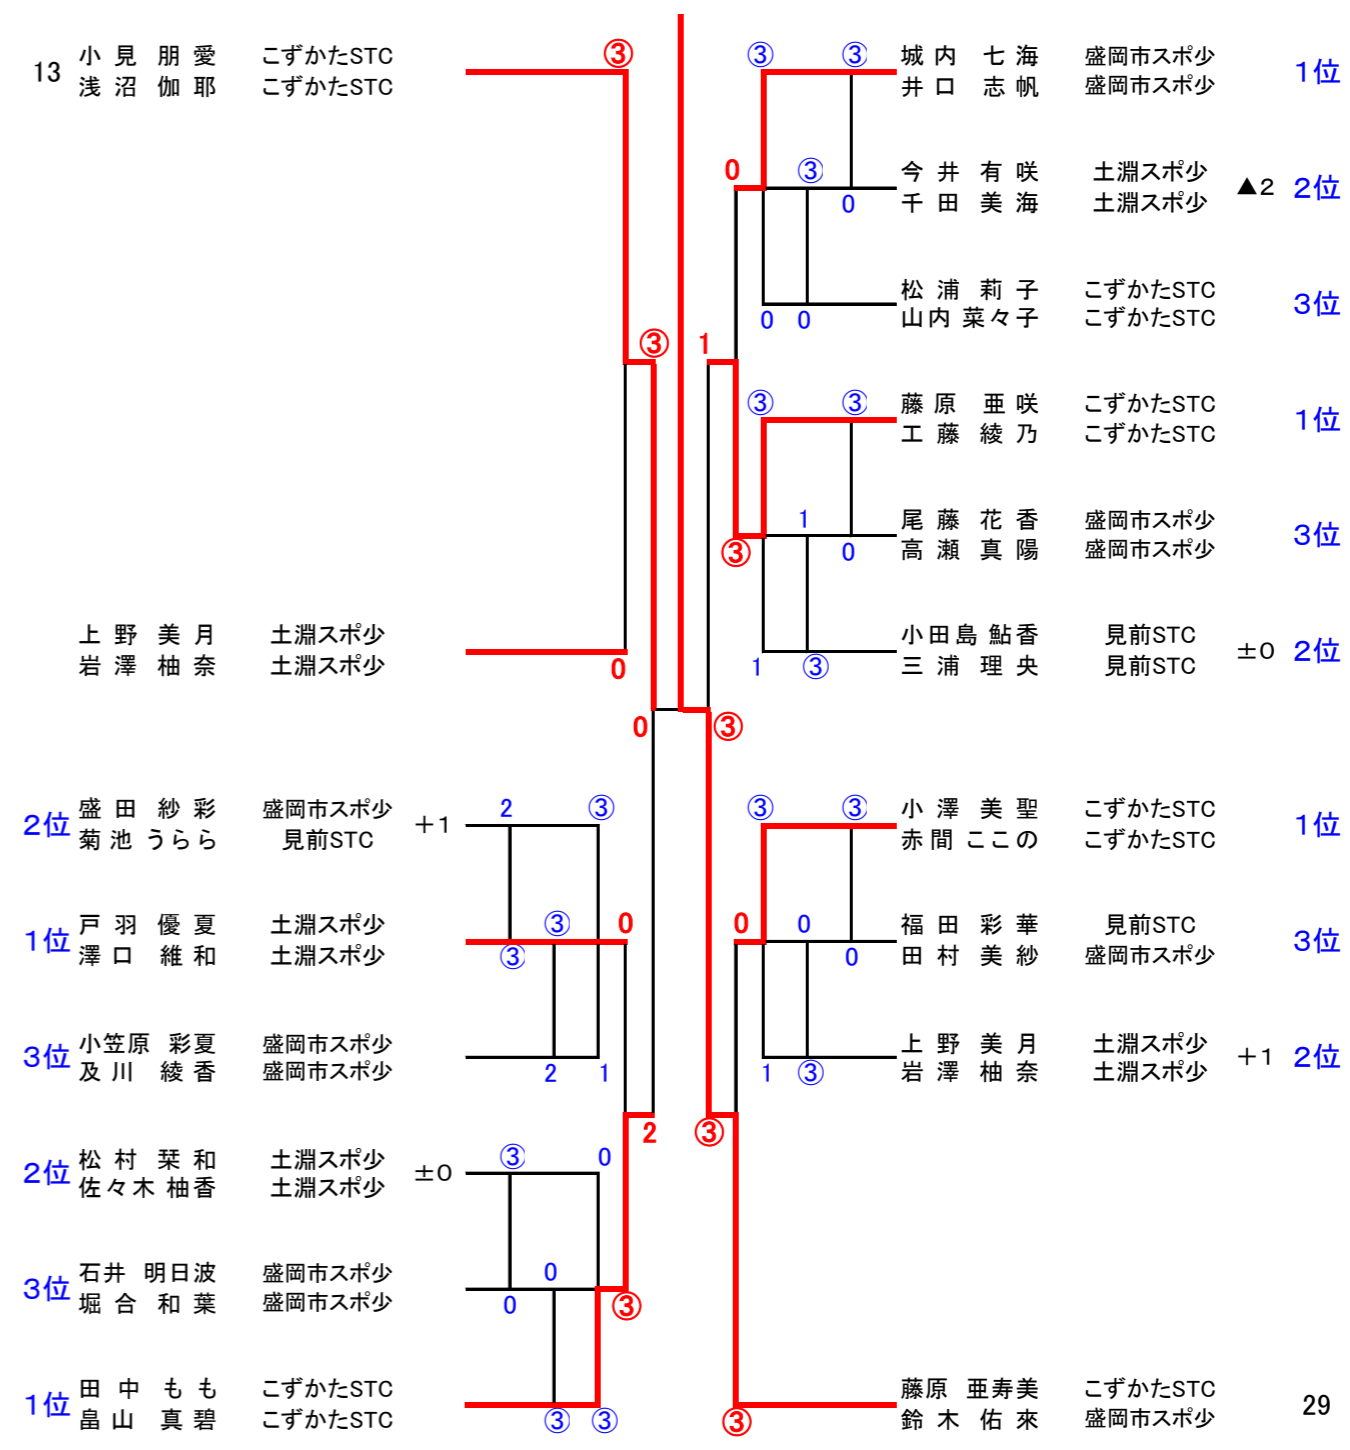 13 小見 朋愛 こずかたSTC ③
浅沼 伽耶 こずかたSTC
上野 美月 土淵スポ少
岩澤 柚奈 土淵スポ少 0
③
0
2位 盛田 紗彩 盛岡市スポ少 +1 2 ③
菊池 うらら 見前STC
1位 戸羽 優夏 土淵スポ少 ③ 0
澤口 維和 土淵スポ少 ③
3位 小笠原 彩夏 盛岡市スポ少
及川 綾香 盛岡市スポ少 2 1
2
2位 松村 栞和 土淵スポ少 ±0 ③ 0
佐々木 柚香 土淵スポ少
3位 石井 明日波 盛岡市スポ少 0
堀合 和葉 盛岡市スポ少 0 ③
1位 田中 もも こずかたSTC
畠山 真碧 こずかたSTC ③ ③
③ ③ 城内 七海 盛岡市スポ少 1位
井口 志帆 盛岡市スポ少
0 ③ 今井 有咲 土淵スポ少 ▲2 2位
0 千田 美海 土淵スポ少
松浦 莉子 こずかたSTC 3位
0 0 山内 菜々子 こずかたSTC
1
③ ③ 藤原 亜咲 こずかたSTC 1位
工藤 綾乃 こずかたSTC
1 尾藤 花香 盛岡市スポ少 3位
③ 0 高瀬 真陽 盛岡市スポ少
小田島 鮎香 見前STC ±0 2位
1 ③ 三浦 理央 見前STC
③
③ ③ 小澤 美聖 こずかたSTC 1位
赤間 ここの こずかたSTC
0 0 福田 彩華 見前STC 3位
0 田村 美紗 盛岡市スポ少
上野 美月 土淵スポ少 +1 2位
1 ③ 岩澤 柚奈 土淵スポ少
③
藤原 亜寿美 こずかたSTC 29
③ 鈴木 佑來 盛岡市スポ少